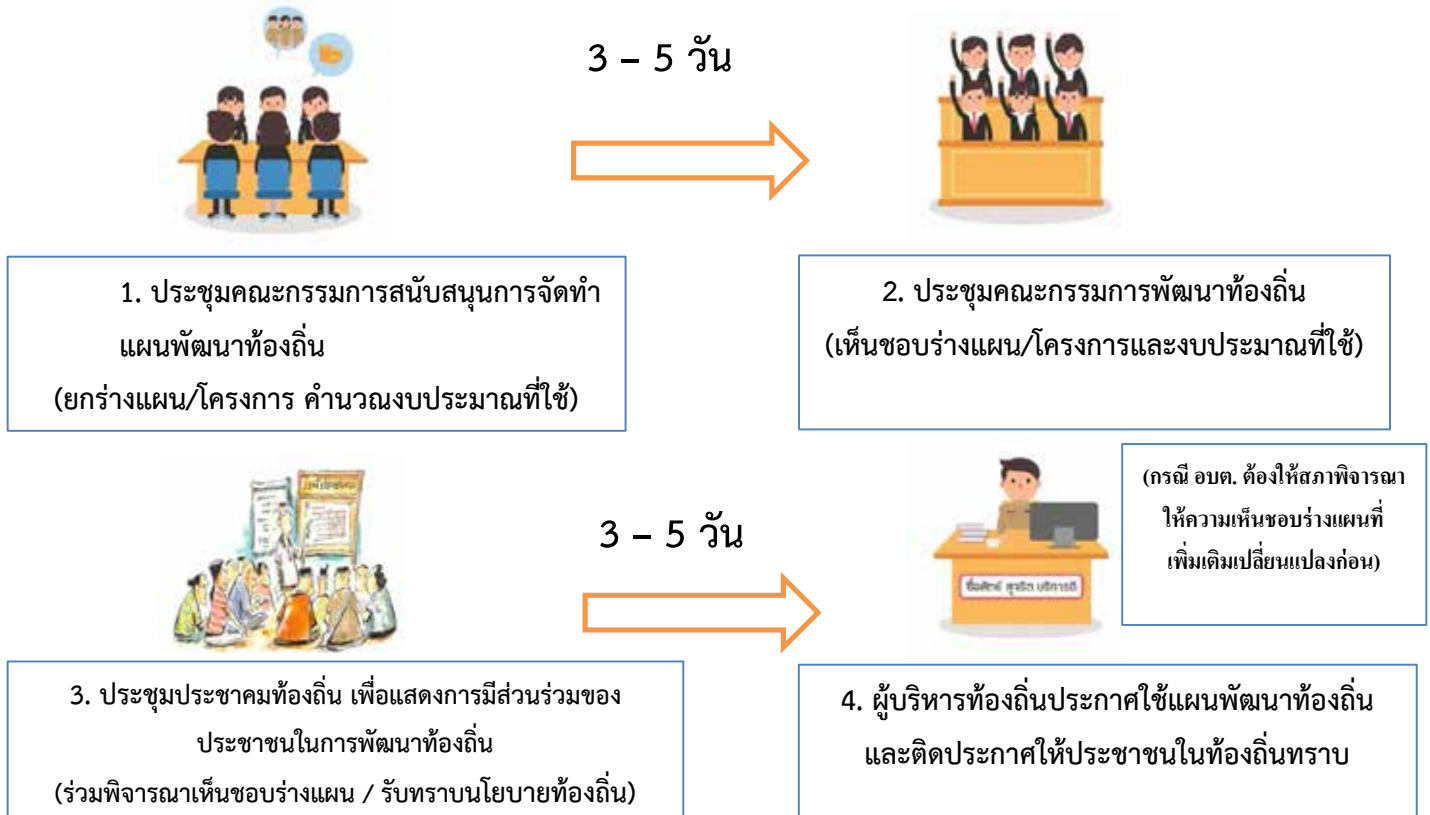 3 – 5 วัน
1. ประชุมคณะกรรมการสนับสนุนการจัดทำ
แผนพัฒนาท้องถิ่น
(ยกร่างแผน/โครงการ คำนวณงบประมาณที่ใช้)
2. ประชุมคณะกรรมการพัฒนาท้องถิ่น
(เห็นชอบร่างแผน/โครงการและงบประมาณที่ใช้)
3 – 5 วัน
ซื่อสัตย์ สุจริต บริการดี
(กรณี อบต. ต้องให้สภาพิจารณา
ให้ความเห็นชอบร่างแผนที่
เพิ่มเติมเปลี่ยนแปลงก่อน)
3. ประชุมประชาคมท้องถิ่น เพื่อแสดงการมีส่วนร่วมของ
ประชาชนในการพัฒนาท้องถิ่น
(ร่วมพิจารณาเห็นชอบร่างแผน / รับทราบนโยบายท้องถิ่น)
4. ผู้บริหารท้องถิ่นประกาศใช้แผนพัฒนาท้องถิ่น
และติดประกาศให้ประชาชนในท้องถิ่นทราบ